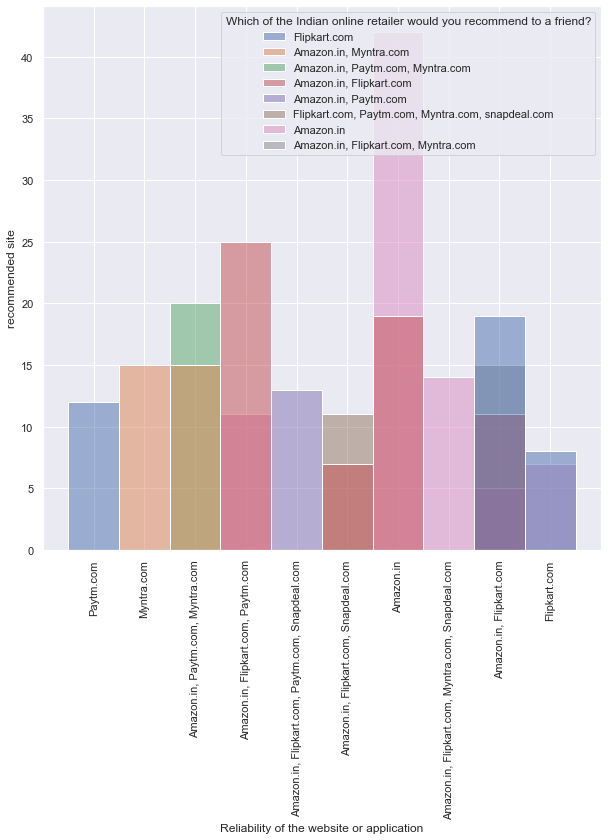 Which of the Indian online retailer would you recommend to a friend?
Flipkart.com
Amazon.in, Myntra.com
Amazon.in, Paytm.com, Myntra.com
Amazon.in, Flipkart.com
Amazon.in, Paytm.com
Flipkart.com, Paytm.com, Myntra.com, snapdeal.com
Amazon.in
Amazon.in, Flipkart.com, Myntra.com
recommended site
40
35
30
25
20
15
10
5
0
Paytm.com
Myntra.com
Amazon.in, Paytm.com, Myntra.com
Amazon.in, Flipkart.com, Paytm.com
Amazon.in, Flipkart.com, Paytm.com, Snapdeal.com
Amazon.in, Flipkart.com, Snapdeal.com
Amazon.in
Amazon.in, Flipkart.com, Myntra.com, Snapdeal.com
Amazon.in, Flipkart.com
Flipkart.com
Reliability of the website or application